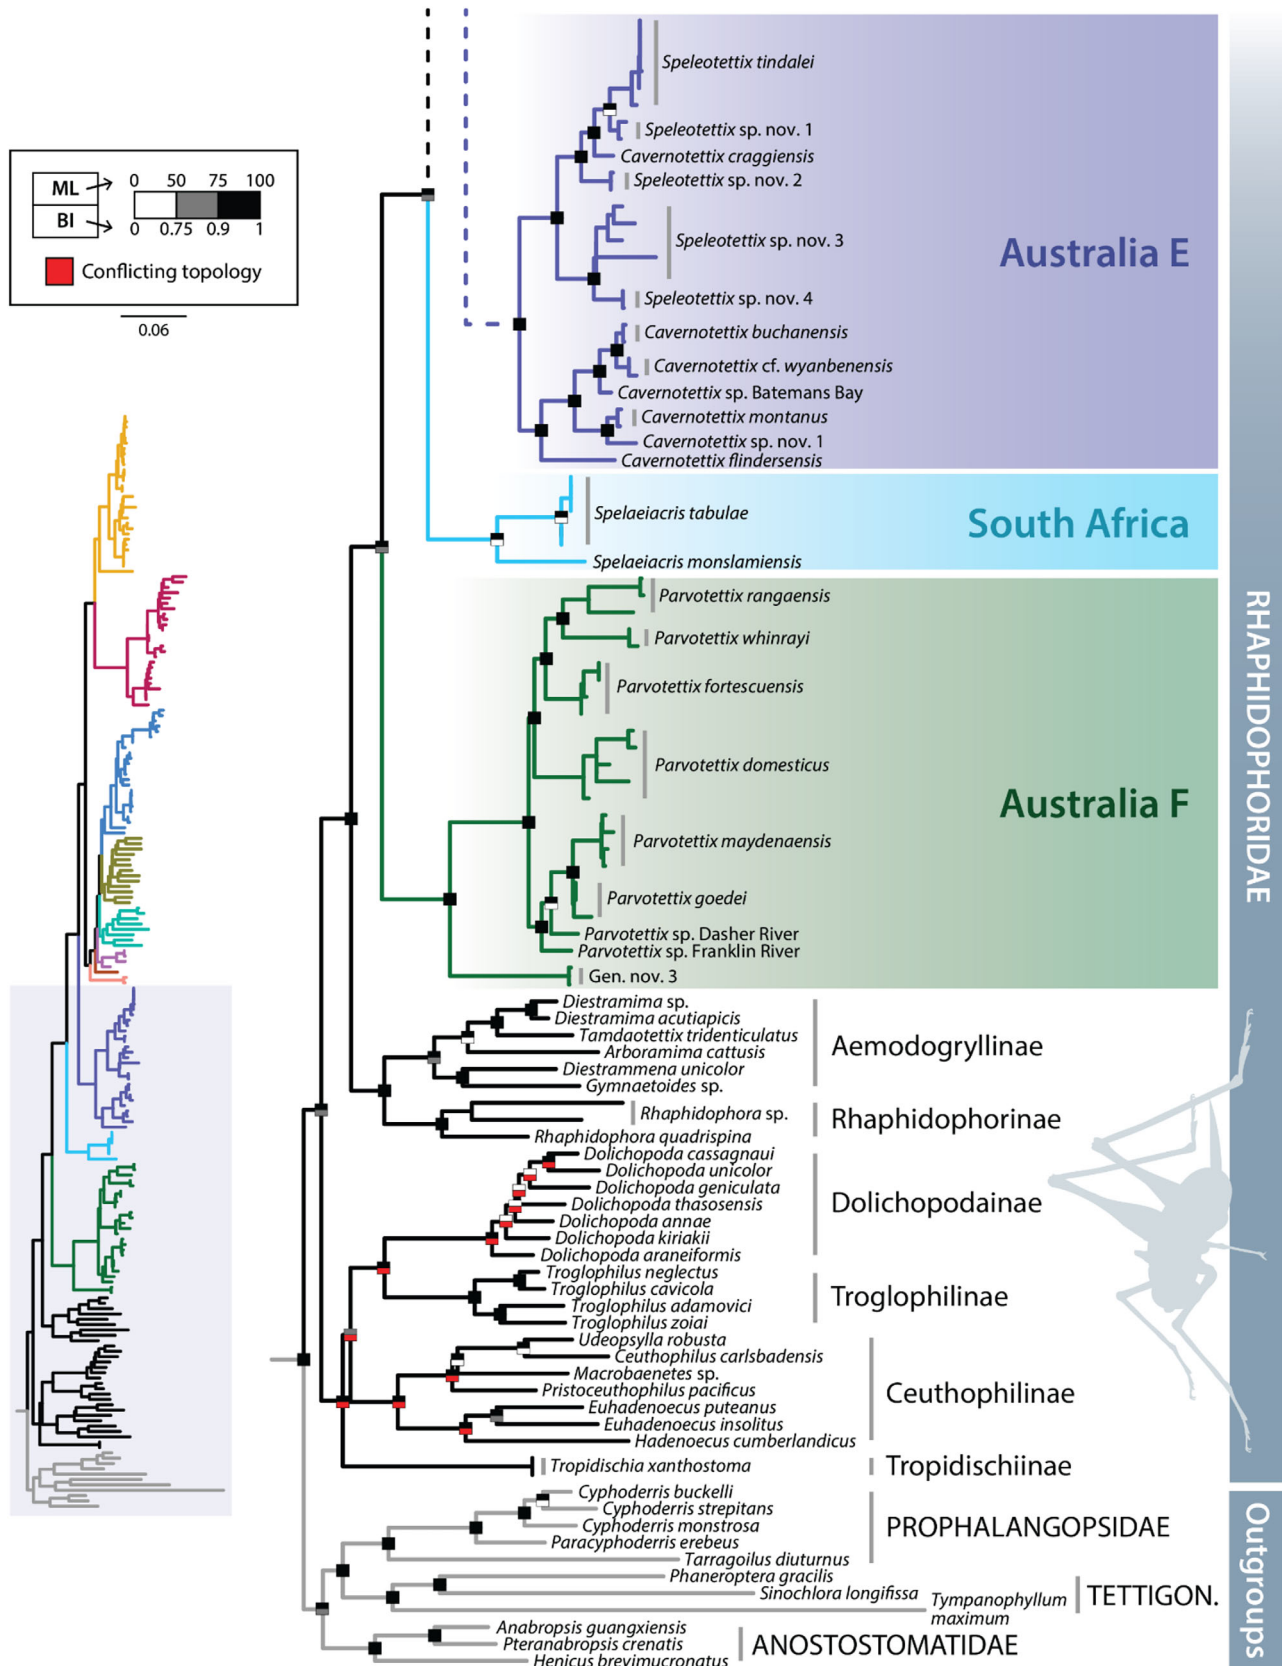 ML
BI
0 50 75 100
0 0.75 0.9 1
Conflicting topology
0.06
Speleotettix tindalei
Speleotettix sp. nov. 1
Cavernotettix craggiensis
Speleotettix sp. nov. 2
Speleotettix sp. nov. 3
Speleotettix sp. nov. 4
Cavernotettix buchanensis
Cavernotettix cf. wyanbenensis
Cavernotettix sp. Batemans Bay
Cavernotettix montanus
Cavernotettix sp. nov. 1
Cavernotettix flindersensis
Australia E
Spelaeiacris tabulae
Spelaeiacris monslamiensis
South Africa
Parvotettix rangaensis
Parvotettix whinrayi
Parvotettix fortescuensis
Parvotettix domesticus
Parvotettix maydenaensis
Parvotettix goedei
Parvotettix sp. Dasher River
Parvotettix sp. Franklin River
Gen. nov. 3
Australia F
Diestramima sp.
Diestramima acutiapicis
Tamdaotettix tridenticulatus
Arboramima cattusis
Diestrammena unicolor
Gymnaetoides sp.
Aemodogryllinae
Rhaphidophora sp.
Rhaphidophora quadrispina
Rhaphidophorinae
Dolichopoda cassagnaui
Dolichopoda unicolor
Dolichopoda geniculata
Dolichopoda thasosensis
Dolichopoda annae
Dolichopoda kiriakii
Dolichopoda araneiformis
Dolichopodainae
Troglophilus neglectus
Troglophilus cavicola
Troglophilus adamovici
Troglophilus zoiai
Troglophilinae
Udeopsylla robusta
Ceuthophilus carlsbadensis
Macrobaenetes sp.
Pristoceuthophilus pacificus
Euhadenoecus puteanus
Euhadenoecus insolitus
Hadenoecus cumberlandicus
Ceuthophilinae
Tropidischia xanthostoma
Tropidischiinae
RHAPHIDOPHORIDAE
Cyphoderris buckelli
Cyphoderris strepitans
Cyphoderris monstrosa
Paracyphoderris erebeus
Tarragoilus diuturnus
PROPHALANGOPSIDAE
Phaneroptera gracilis
Sinochlora longifissa
Tympanophyllum
maximum
TETTIGON.
Anabropsis guangxiensis
Pteranabropsis crenatis
Henicus brevimucronatus
ANOSTOSTOMATIDAE
Outgroups